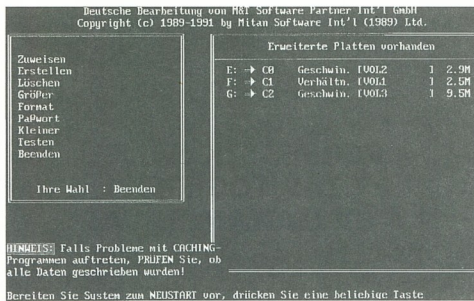 Deutsche Bearbeitung von M&T Software Partner Int'l GmbH
Copyright (c) 1989-1991 by Mitan Software Int'l (1989) Ltd.
Zuweisen
Erstellen
Löschen
Größer
Format
Paßwort
Kleiner
Testen
Beenden
Ihre Wahl : Beenden
Erweiterte Platten vorhanden
E: → C0 Geschwin. [VOL2 ] 2.9M
F: → C1 Verhältn. [VOL1 ] 2.5M
G: → C2 Geschwin. [VOL3 ] 9.5M
HINWEIS: Falls Probleme mit CACHING-
Programmen auftreten, PRÜFEN Sie, ob
alle Daten geschrieben wurden!
Bereiten Sie System zum NEUSTART vor, drücken Sie eine beliebige Taste